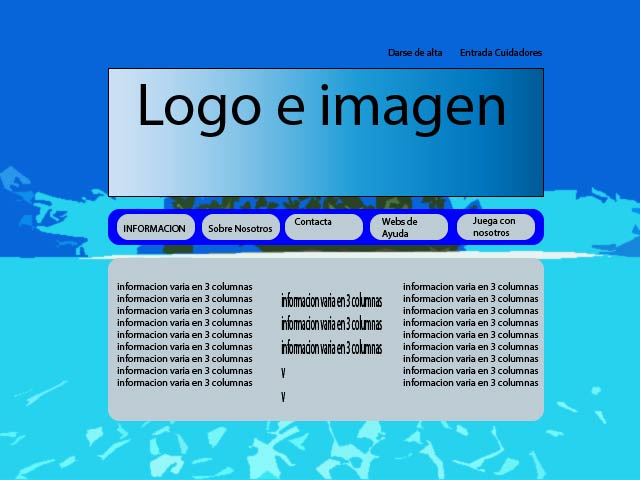 Darse de alta Entrada Cuidadores
Logo e imagen
INFORMACION
Sobre Nosotros
Contacta
Webs de
Ayuda
Juega con
nosotros
informacion varia en 3 columnas
informacion varia en 3 columnas
informacion varia en 3 columnas
informacion varia en 3 columnas
informacion varia en 3 columnas
informacion varia en 3 columnas
informacion varia en 3 columnas
informacion varia en 3 columnas
informacion varia en 3 columnas
informacion varia en 3 columnas
informacion varia en 3 columnas
informacion varia en 3 columnas
v
v
informacion varia en 3 columnas
informacion varia en 3 columnas
informacion varia en 3 columnas
informacion varia en 3 columnas
informacion varia en 3 columnas
informacion varia en 3 columnas
informacion varia en 3 columnas
informacion varia en 3 columnas
informacion varia en 3 columnas